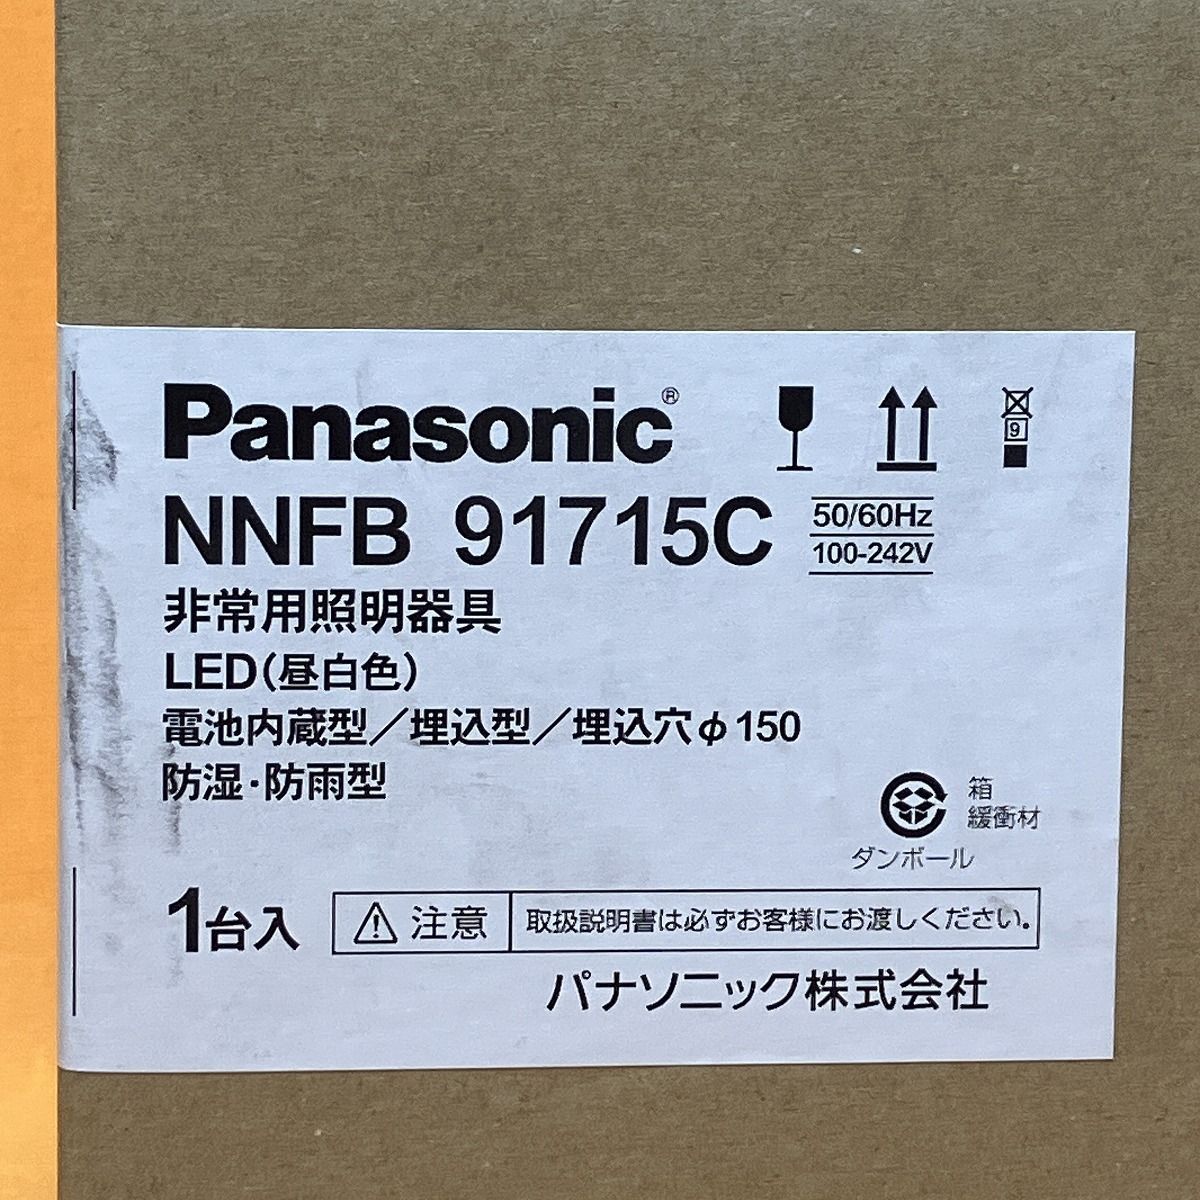 Panasonic®
9
NNFB 91715C
50/60Hz
100-242V
非常用照明器具
LED(昼白色)
電池内蔵型／埋込型／埋込穴φ150
防湿·防雨型
箱
緩衝材
ダンボール
1台入
注意
取扱説明書は必ずお客様にお渡しください。
パナソニック株式会社